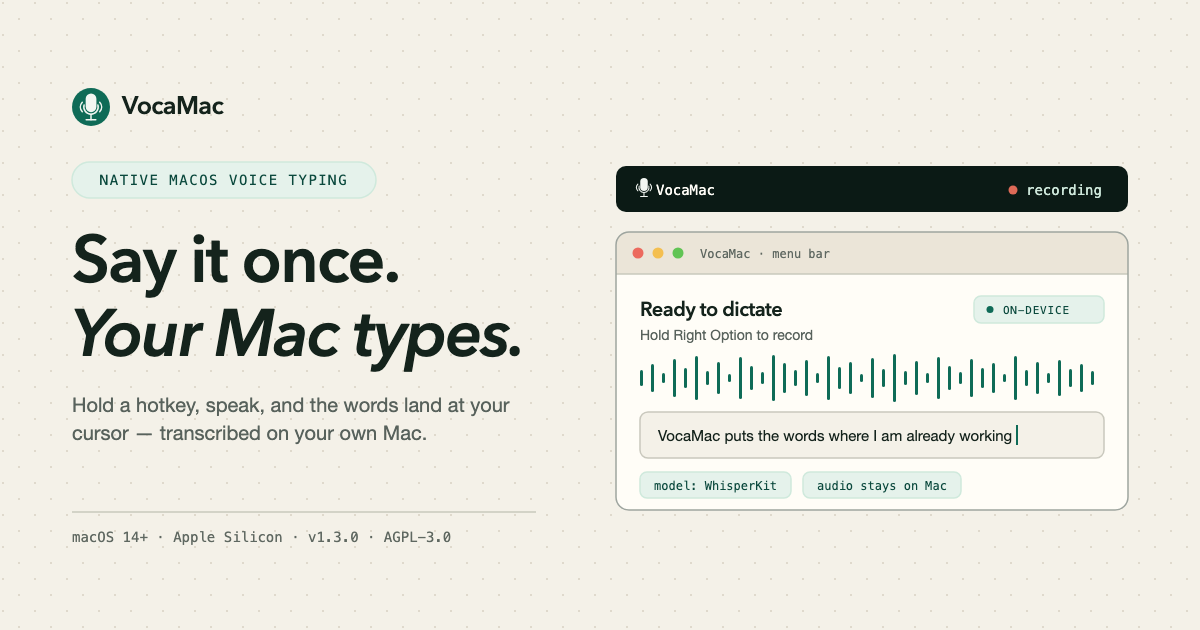 VocaMac
NATIVE MACOS VOICE TYPING
Say it once.
Your Mac types.
Hold a hotkey, speak, and the words land at your
cursor — transcribed on your own Mac.
macOS 14+ · Apple Silicon · v1.3.0 · AGPL-3.0
VocaMac
recording
VocaMac · menu bar
Ready to dictate
ON-DEVICE
Hold Right Option to record
VocaMac puts the words where I am already working
model: WhisperKit
audio stays on Mac